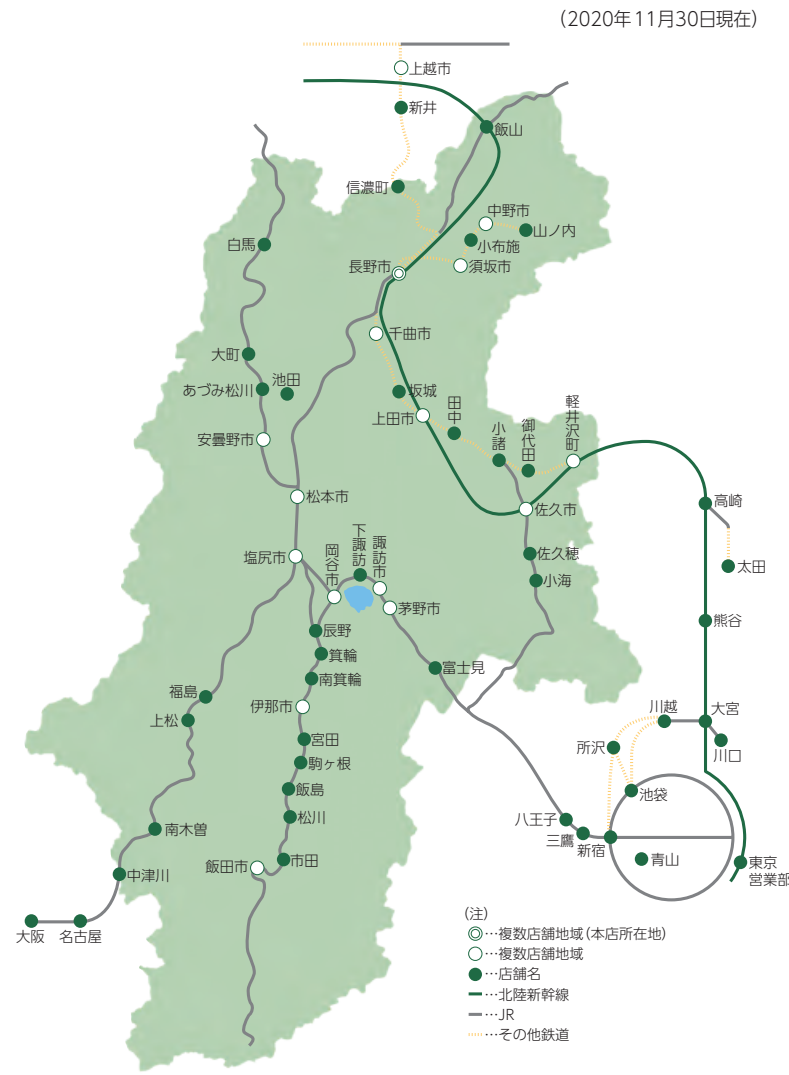 (2020年11月30日現在)
上越市
新井
飯山
信濃町
中野市
山ノ内
小布施
白馬
長野市
須坂市
千曲市
大町
池田
あづみ松川
坂城
田中
軽井沢町
上田市
小諸
御代田
安曇野市
松本市
高崎
佐久市
塩尻市
岡谷市
下諏訪
諏訪市
佐久穂
太田
小海
茅野市
辰野
熊谷
箕輪
富士見
南箕輪
福島
伊那市
上松
川越
大宮
宮田
所沢
川口
駒ヶ根
飯島
池袋
松川
八王子
南木曽
三鷹
新宿
飯田市
市田
青山
東京
営業部
中津川
大阪
名古屋
(注)
…複数店舗地域(本店所在地)
…複数店舗地域
…店舗名
…北陸新幹線
…JR
…その他鉄道